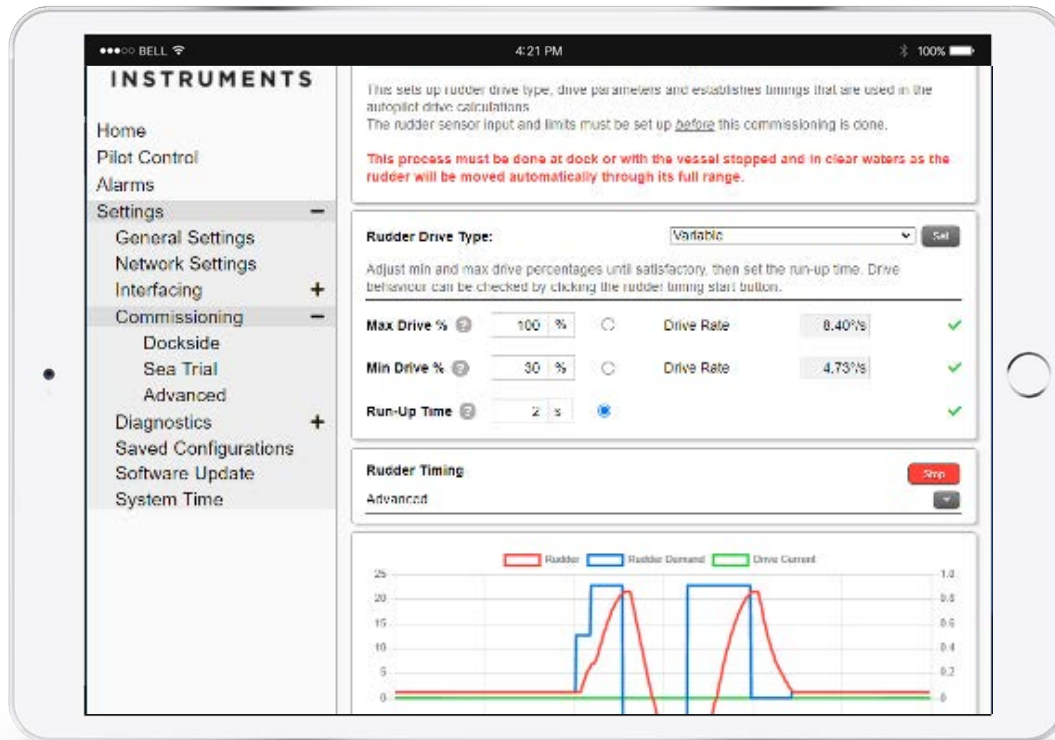 BELL 4:21 PM 100%
INSTRUMENTS
Home
Pilot Control
Alarms
Settings −
General Settings
Network Settings
Interfacing +
Commissioning −
Dockside
Sea Trial
Advanced
Diagnostics +
Saved Configurations
Software Update
System Time
This sets up rudder drive type, drive parameters and establishes timings that are used in the
autopilot drive calculations
The rudder sensor input and limits must be set up before this commissioning is done.
This process must be done at dock or with the vessel stopped and in clear waters as the
rudder will be moved automatically through its full range.
Rudder Drive Type: Variable Set
Adjust min and max drive percentages until satisfactory, then set the run-up time. Drive
behaviour can be checked by clicking the rudder timing start button.
Max Drive % ? 100 % Drive Rate 8.40°/s
Min Drive % ? 30 % Drive Rate 4.73°/s
Run-Up Time ? 2 s
Rudder Timing Stop
Advanced
Rudder Rudder Demand Drive Current
25 1.0
20 0.8
15 0.6
10 0.4
5 0.2
0 0